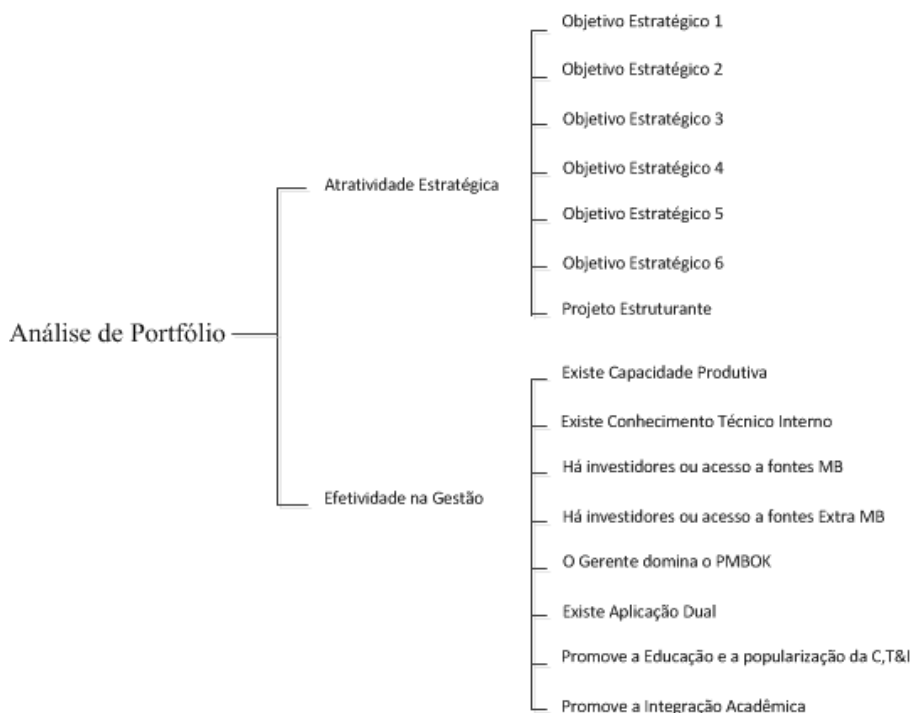 Objetivo Estratégico 1
Objetivo Estratégico 2
Objetivo Estratégico 3
Objetivo Estratégico 4
Atratividade Estratégica
Objetivo Estratégico 5
Objetivo Estratégico 6
Projeto Estruturante
Análise de Portfólio
Existe Capacidade Produtiva
Existe Conhecimento Técnico Interno
Há investidores ou acesso a fontes MB
Efetividade na Gestão
Há investidores ou acesso a fontes Extra MB
O Gerente domina o PMBOK
Existe Aplicação Dual
Promove a Educação e a popularização da C,T&I
Promove a Integração Acadêmica